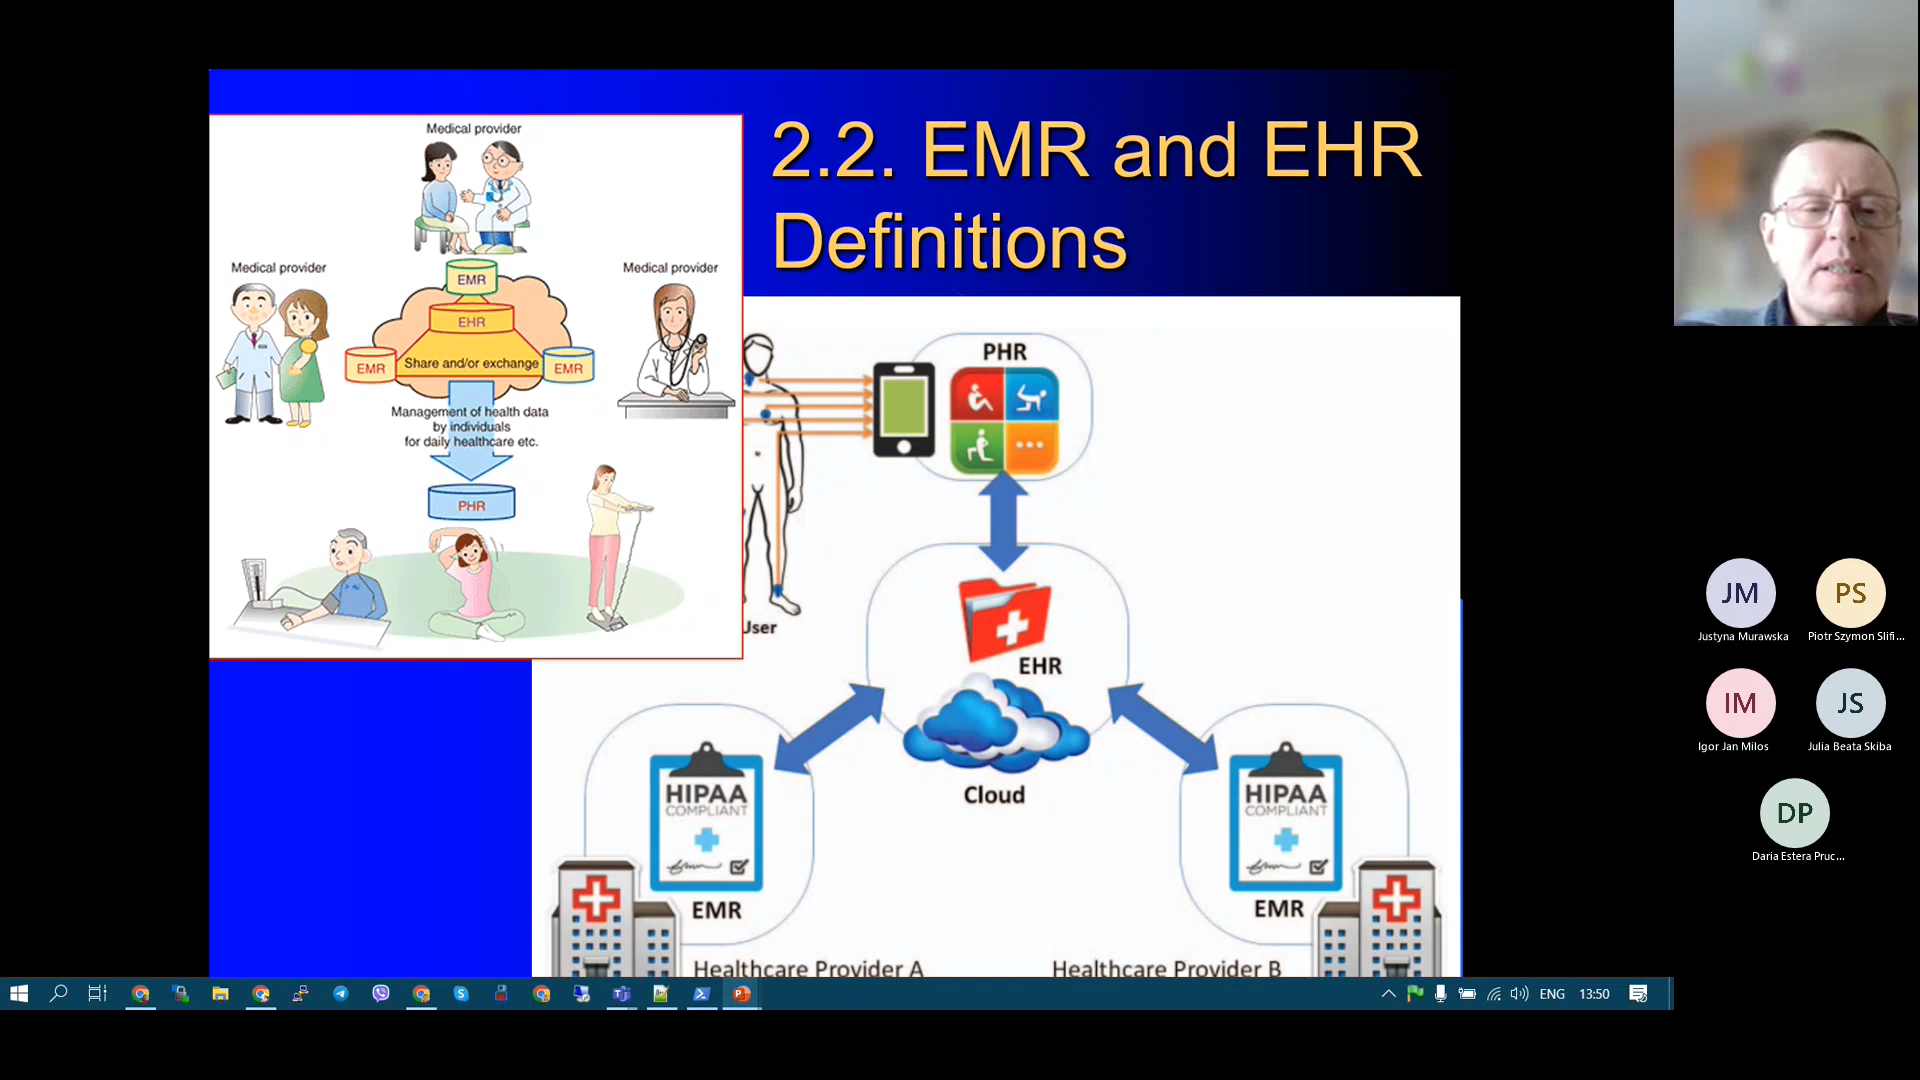 2.2. EMR and EHR
Definitions
Medical provider
Medical provider
Medical provider
EMR
EHR
EMR
Share and/or exchange
EMR
Management of health data
by individuals
for daily healthcare etc.
PHR
PHR
User
EHR
Cloud
HIPAA
COMPLIANT
EMR
Healthcare Provider A
HIPAA
COMPLIANT
EMR
Healthcare Provider B
JM
Justyna Murawska
PS
Piotr Szymon Slifi...
IM
Igor Jan Milos
JS
Julia Beata Skiba
DP
Daria Estera Pruc...
ENG
13:50